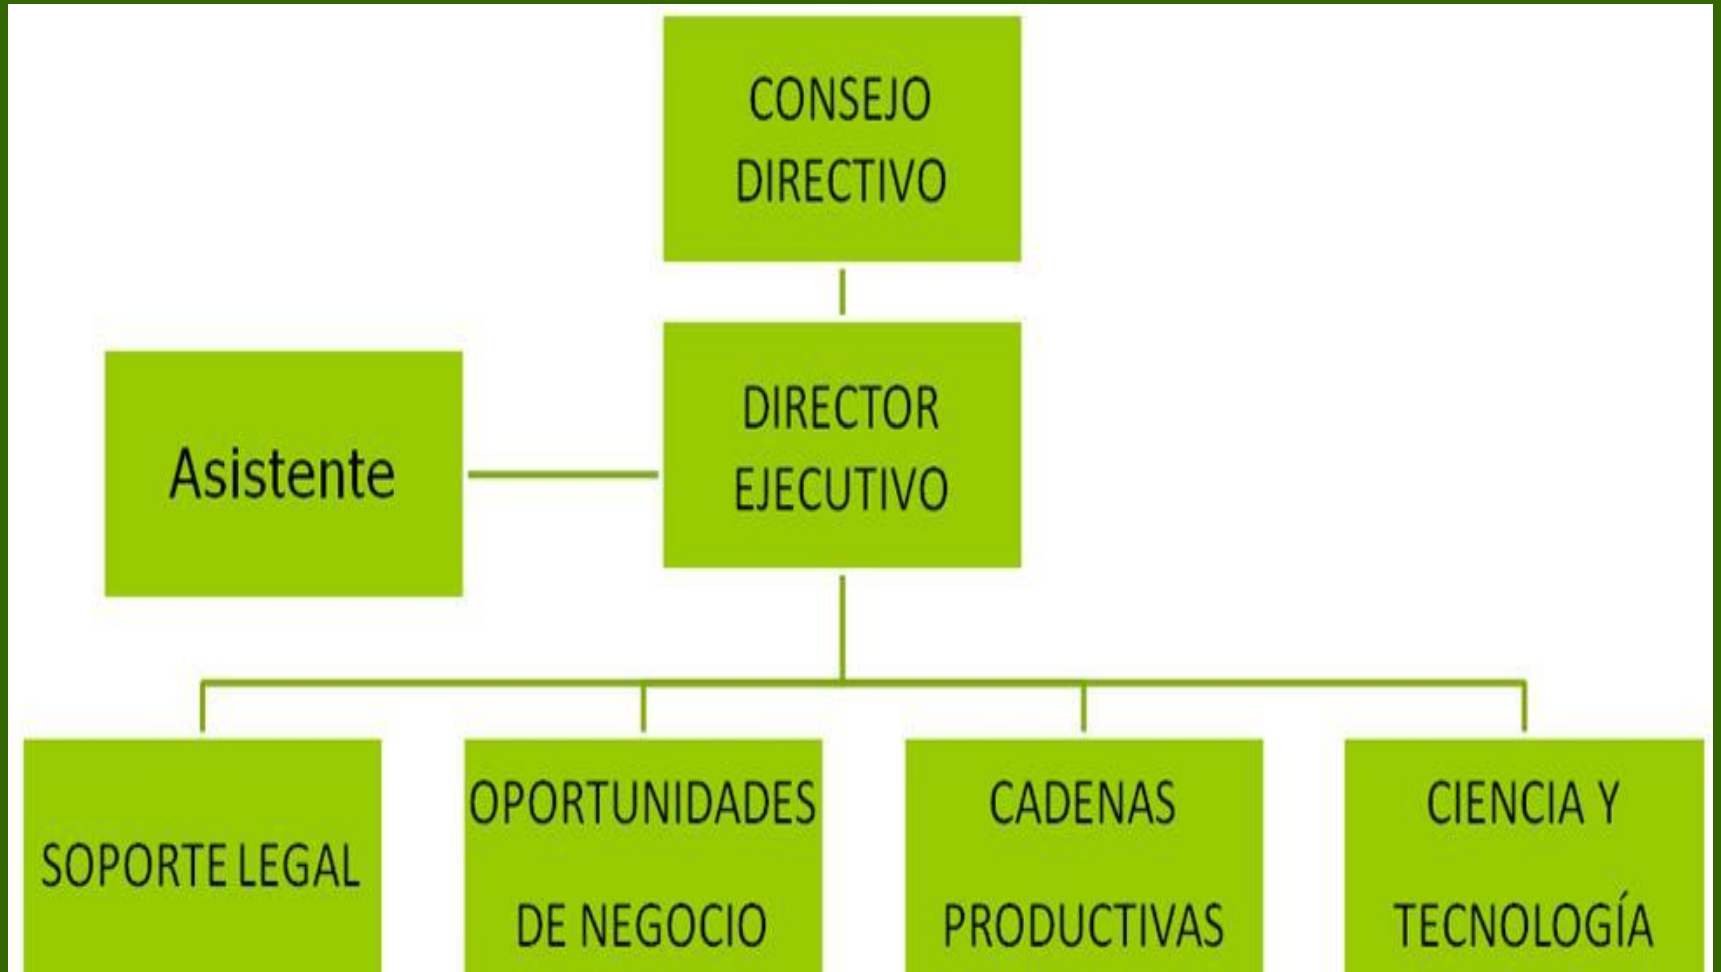 CONSEJO
DIRECTIVO
DIRECTOR
EJECUTIVO
Asistente
SOPORTE LEGAL
OPORTUNIDADES
DE NEGOCIO
CADENAS
PRODUCTIVAS
CIENCIA Y
TECNOLOGÍA